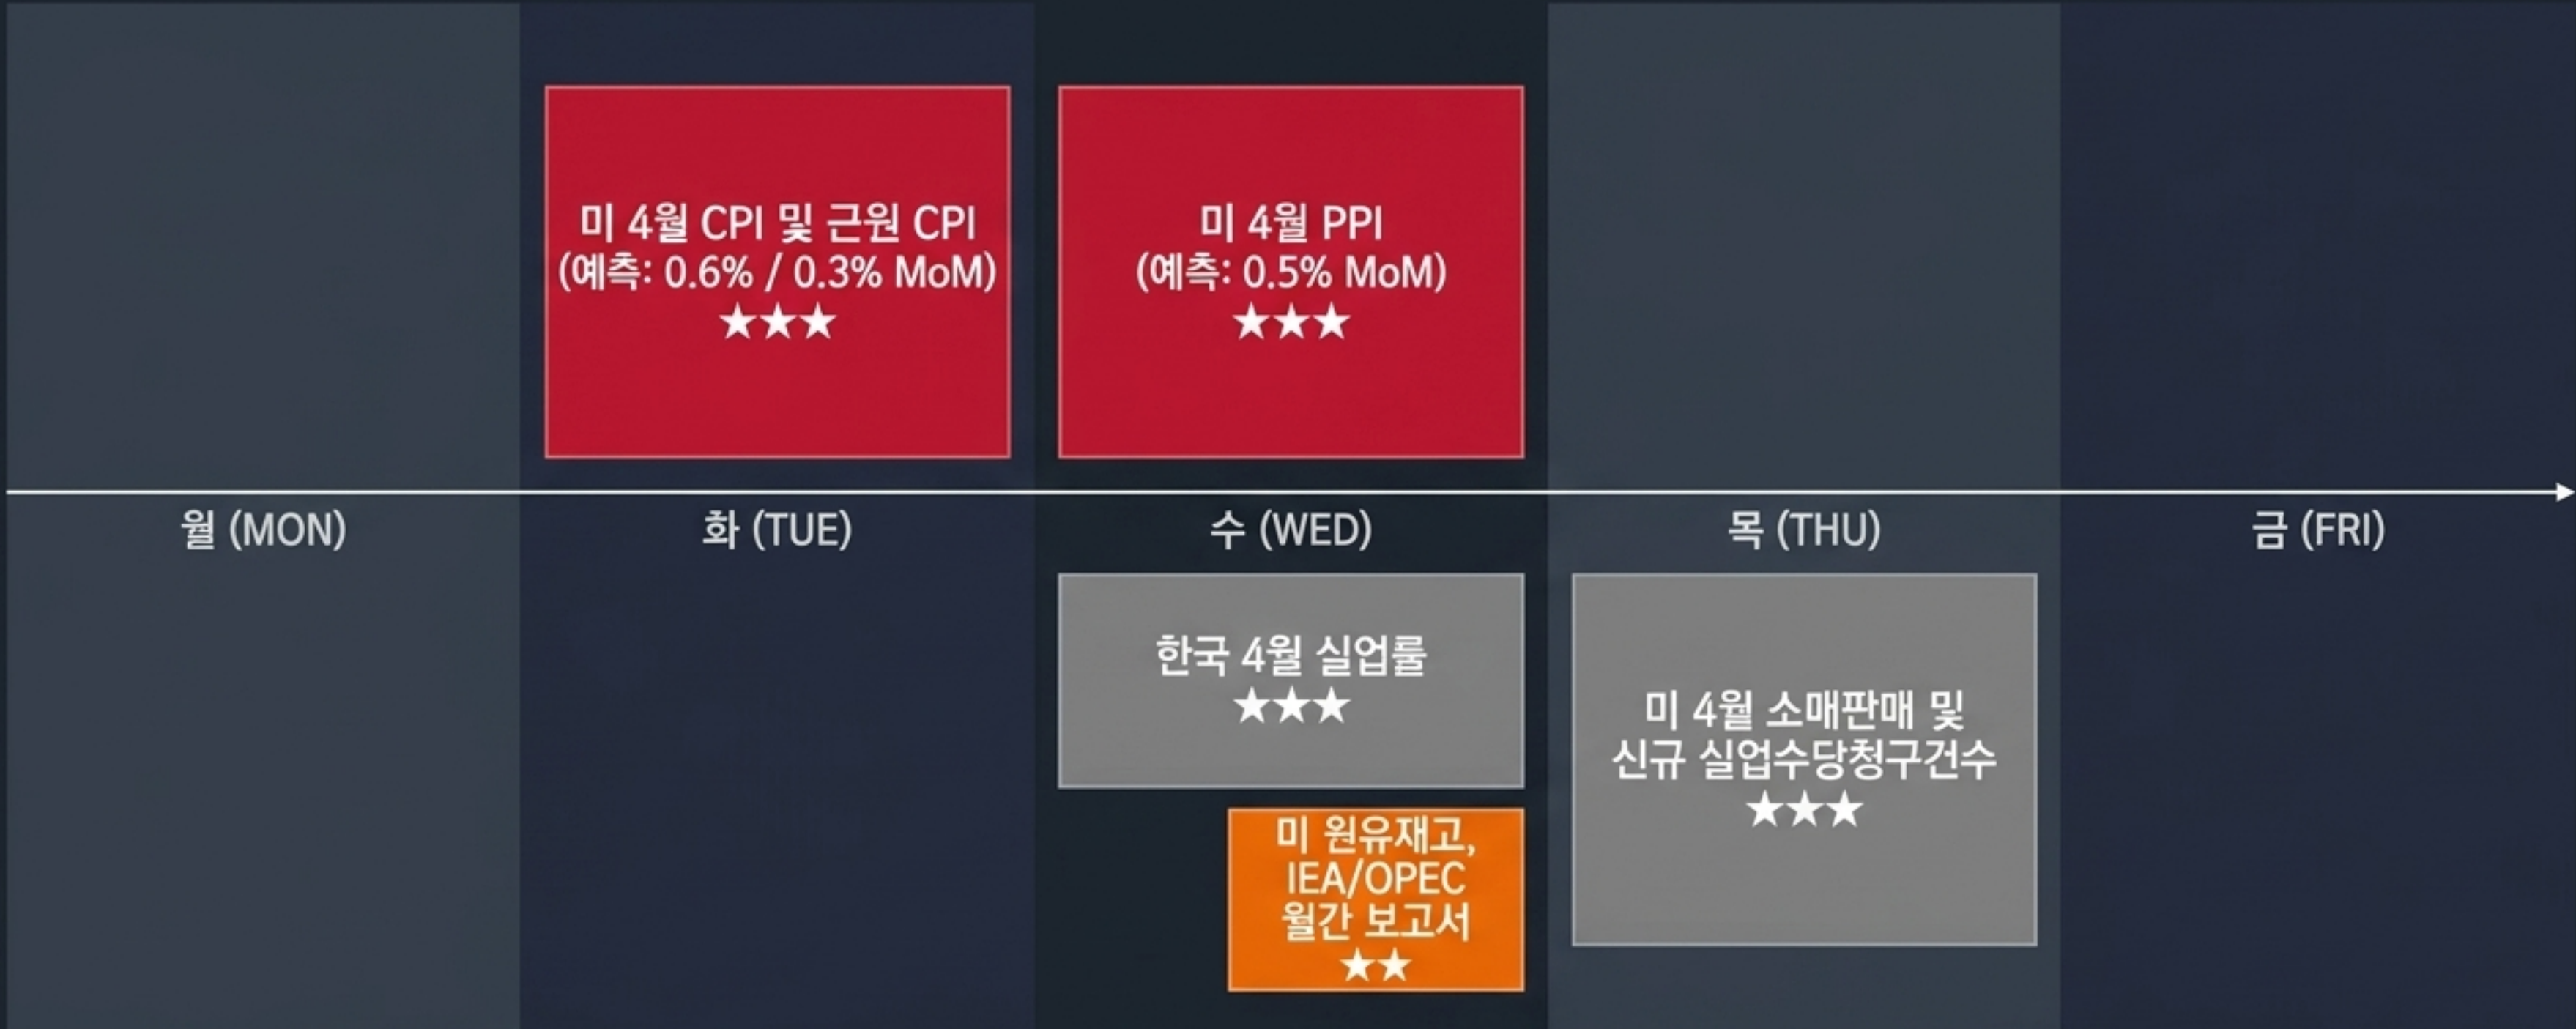 미 4월 CPI 및 근원 CPI
(예측: 0.6% / 0.3% MoM)
★★★
미 4월 PPI
(예측: 0.5% MoM)
★★★
월 (MON)
화 (TUE)
수 (WED)
목 (THU)
금 (FRI)
한국 4월 실업률
★★★
미 원유재고,
IEA/OPEC
월간 보고서
★★
미 4월 소매판매 및
신규 실업수당청구건수
★★★